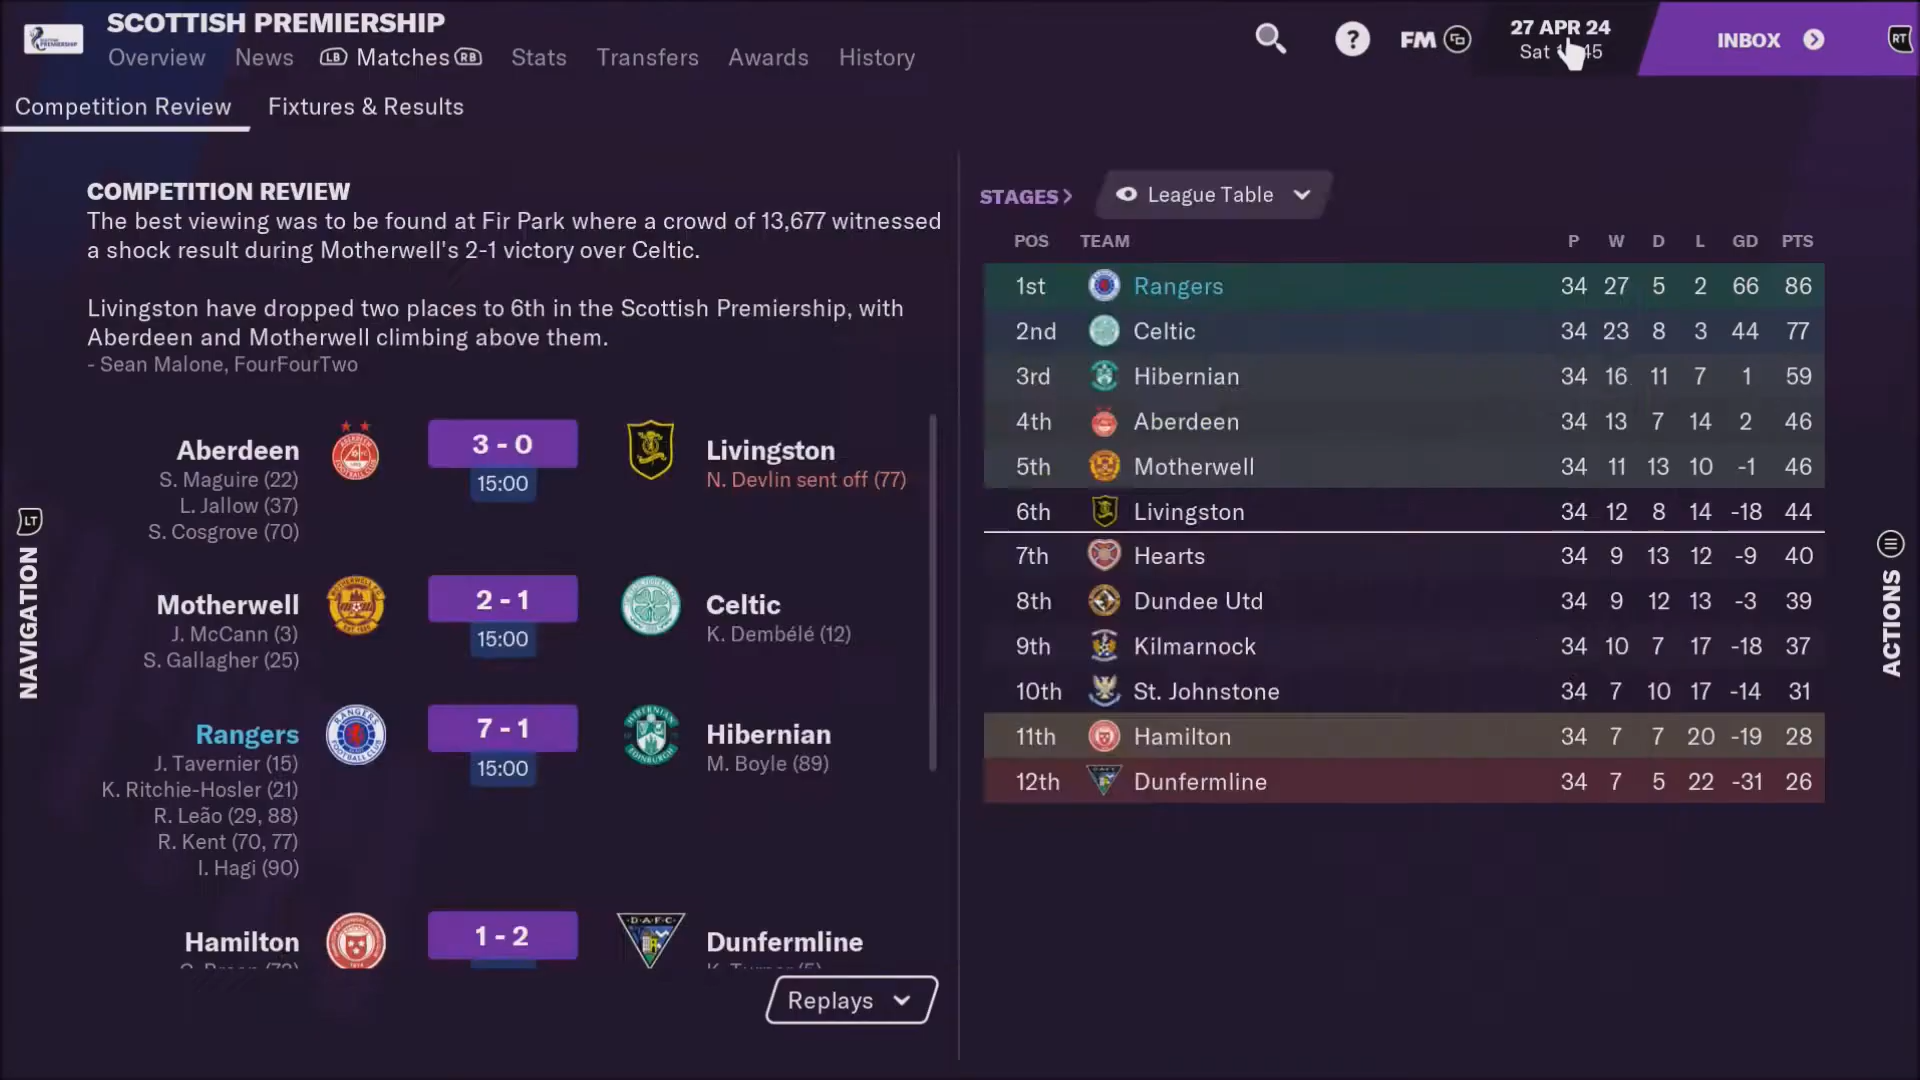 SCOTTISH PREMIERSHIP
Overview News LB Matches RB Stats Transfers Awards History
FM
27 APR 24
Sat
45
INBOX
RT
Competition Review Fixtures & Results
COMPETITION REVIEW
The best viewing was to be found at Fir Park where a crowd of 13,677 witnessed
a shock result during Motherwell's 2-1 victory over Celtic.
Livingston have dropped two places to 6th in the Scottish Premiership, with
Aberdeen and Motherwell climbing above them.
- Sean Malone, FourFourTwo
Aberdeen 3 - 0 Livingston
S. Maguire (22) 15:00 N. Devlin sent off (77)
L. Jallow (37)
S. Cosgrove (70)
Motherwell 2 - 1 Celtic
J. McCann (3) 15:00 K. Dembélé (12)
S. Gallagher (25)
Rangers 7 - 1 Hibernian
J. Tavernier (15) 15:00 M. Boyle (89)
K. Ritchie-Hosler (21)
R. Leão (29, 88)
R. Kent (70, 77)
I. Hagi (90)
Hamilton 1 - 2 Dunfermline
Replays
STAGES League Table
POS TEAM P W D L GD PTS
1st Rangers 34 27 5 2 66 86
2nd Celtic 34 23 8 3 44 77
3rd Hibernian 34 16 11 7 1 59
4th Aberdeen 34 13 7 14 2 46
5th Motherwell 34 11 13 10 -1 46
6th Livingston 34 12 8 14 -18 44
7th Hearts 34 9 13 12 -9 40
8th Dundee Utd 34 9 12 13 -3 39
9th Kilmarnock 34 10 7 17 -18 37
10th St. Johnstone 34 7 10 17 -14 31
11th Hamilton 34 7 7 20 -19 28
12th Dunfermline 34 7 5 22 -31 26
LT
NAVIGATION
ACTIONS